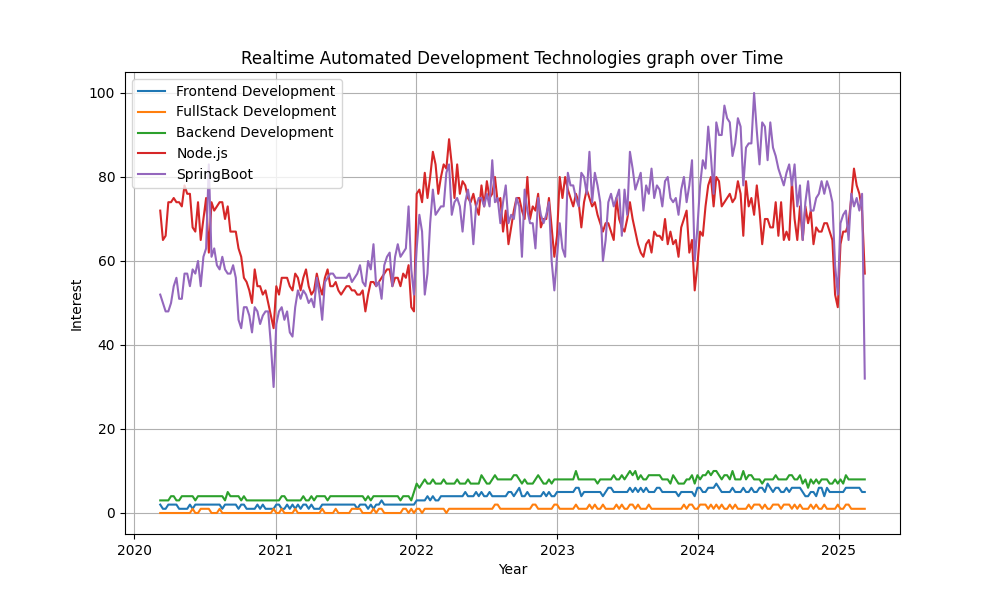 Realtime Automated Development Technologies graph over Time
Frontend Development
FullStack Development
Backend Development
Node.js
SpringBoot
100
80
60
40
20
0
Interest
2020 2021 2022 2023 2024 2025
Year